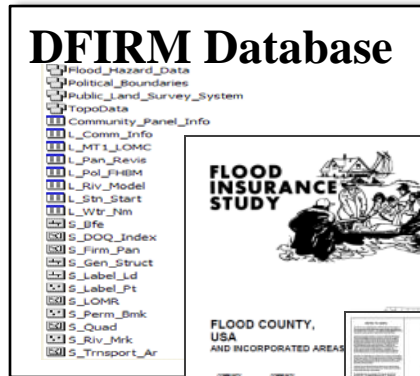 DFIRM Database
Flood_Hazard_Data
Political_Boundaries
Public_Land_Survey_System
TopoData
Community_Panel_Info
L_Comm_Info
L_MT1_LOMC
L_Pan_Revis
L_Pol_FHBM
L_Riv_Model
L_Stn_Start
L_Wtr_Nm
S_Bfe
S_DOQ_Index
S_Firm_Pan
S_Gen_Struct
S_Label_Ld
S_Label_Pt
S_LOMR
S_Perm_Bmk
S_Quad
S_Riv_Mrk
S_Trnsport_Ar
FLOOD
INSURANCE
STUDY
FLOOD COUNTY,
USA
AND INCORPORATED AREAS